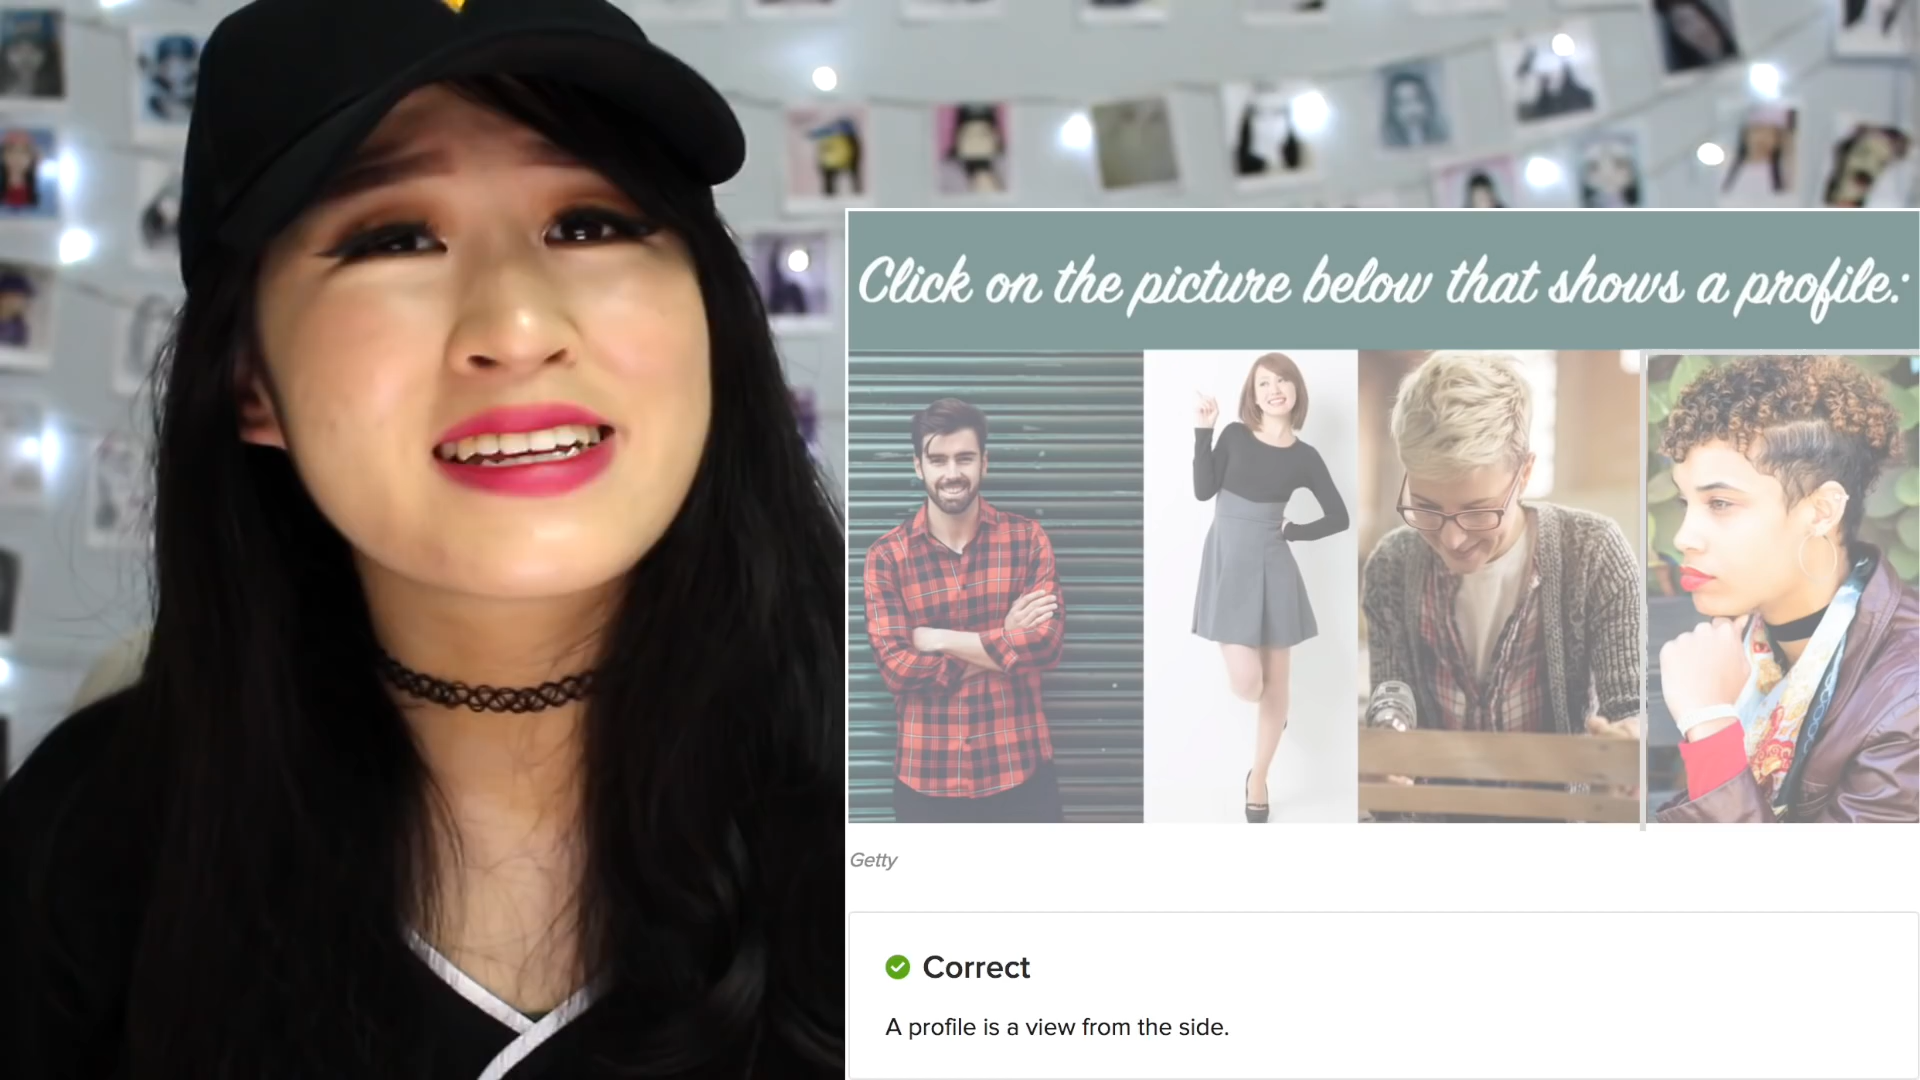 Click on the picture below that shows a profile:
Getty
Correct
A profile is a view from the side.